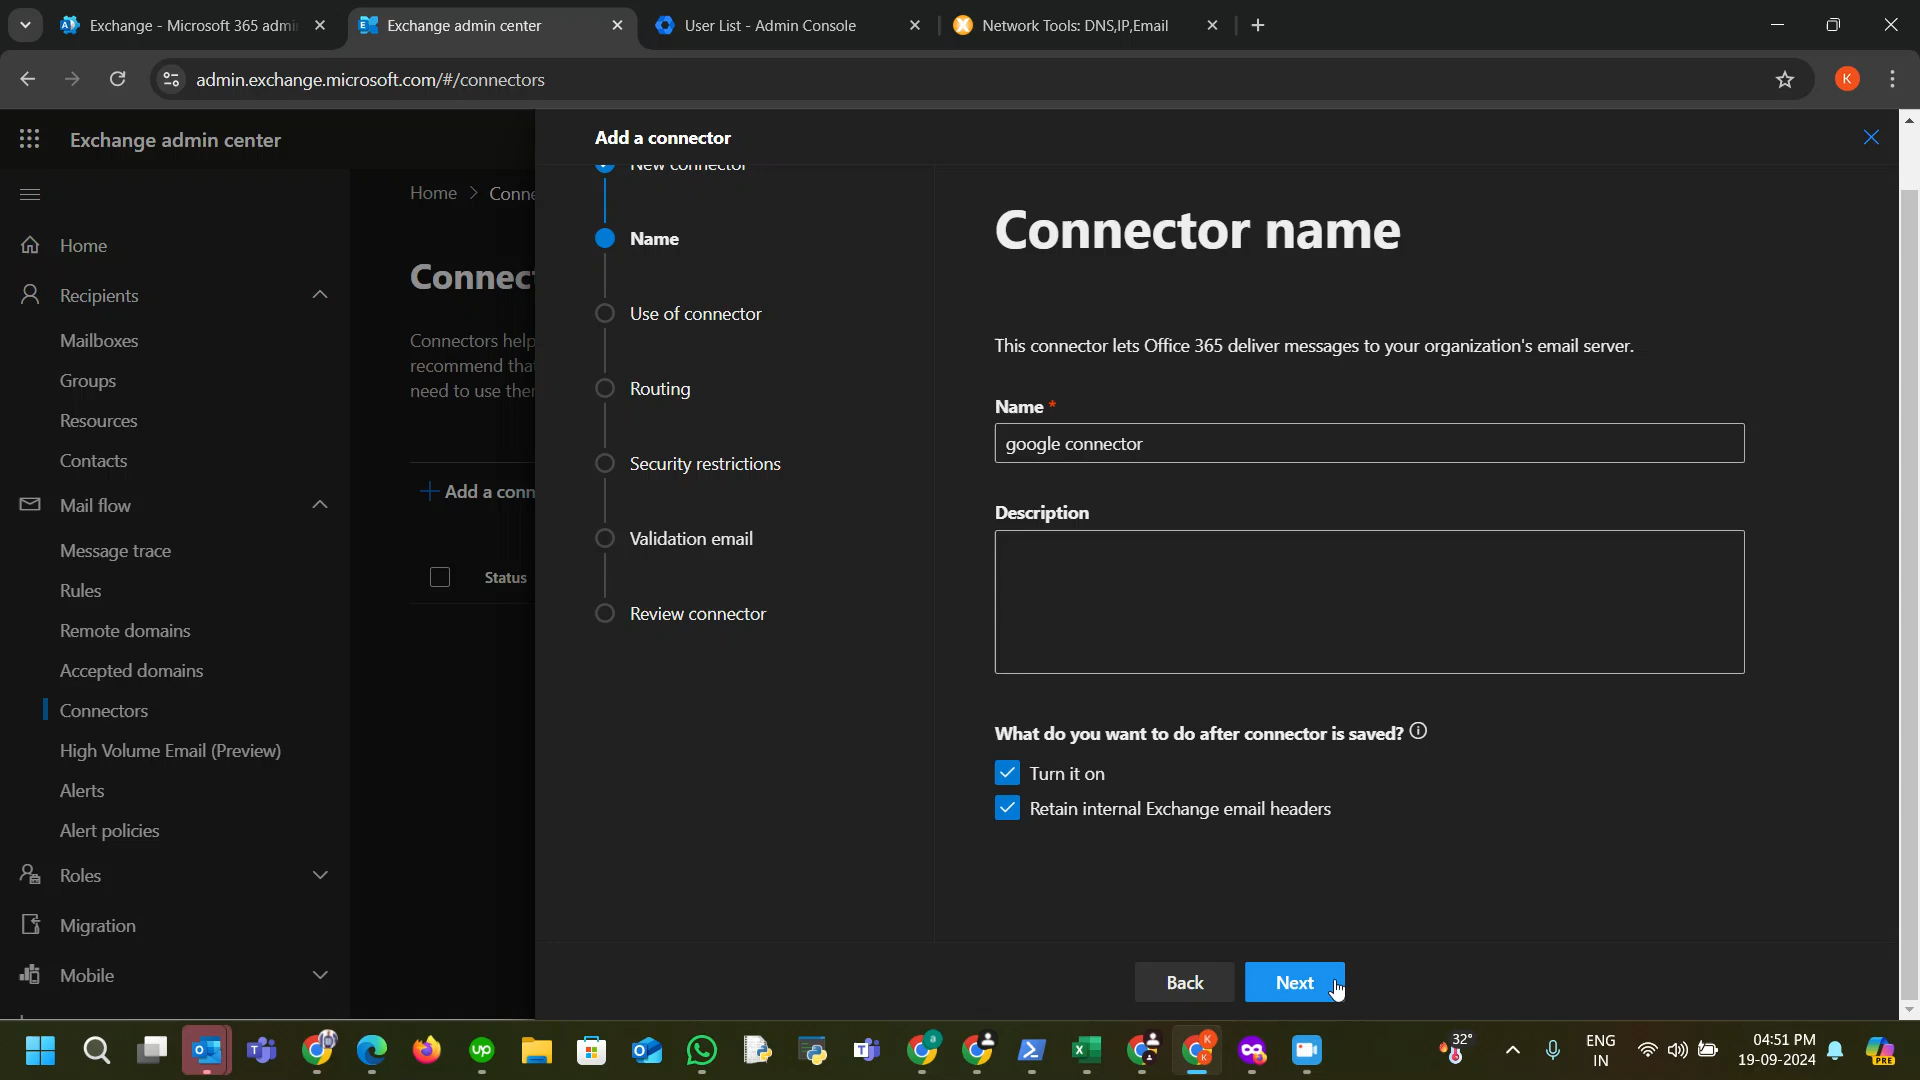 Exchange - Microsoft 365 admi
Exchange admin center
User List - Admin Console
Network Tools: DNS,IP,Email
admin.exchange.microsoft.com/#/connectors
K
Exchange admin center
Home
Recipients
Mailboxes
Groups
Resources
Contacts
Mail flow
Message trace
Rules
Remote domains
Accepted domains
Connectors
High Volume Email (Preview)
Alerts
Alert policies
Roles
Migration
Mobile
Home > Conne
Connec
Connectors help
recommend tha
need to use the
+ Add a conn
Status
Add a connector
New connector
Name
Use of connector
Routing
Security restrictions
Validation email
Review connector
Connector name
This connector lets Office 365 deliver messages to your organization's email server.
Name *
google connector
Description
What do you want to do after connector is saved?
Turn it on
Retain internal Exchange email headers
Back
Next
32°
ENG
IN
04:51 PM
19-09-2024
PRE